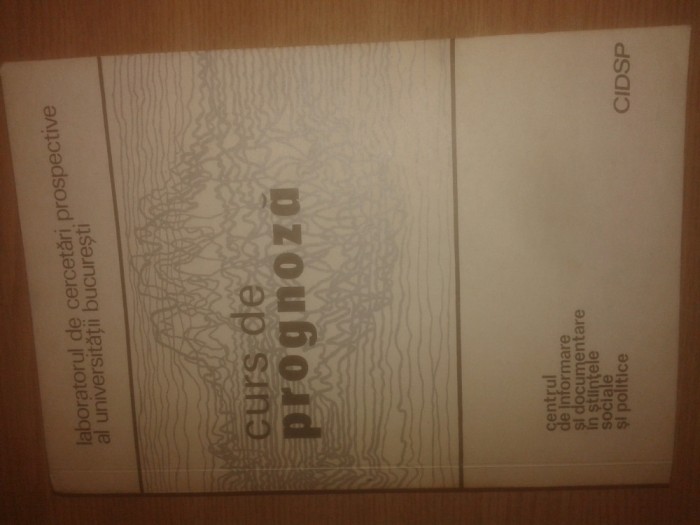 laboratorul de cercetări prospective
al universității bucurești
curs de
prognoză
centrul
de informare
și documentare
în științele
sociale
și politice
CIDSP